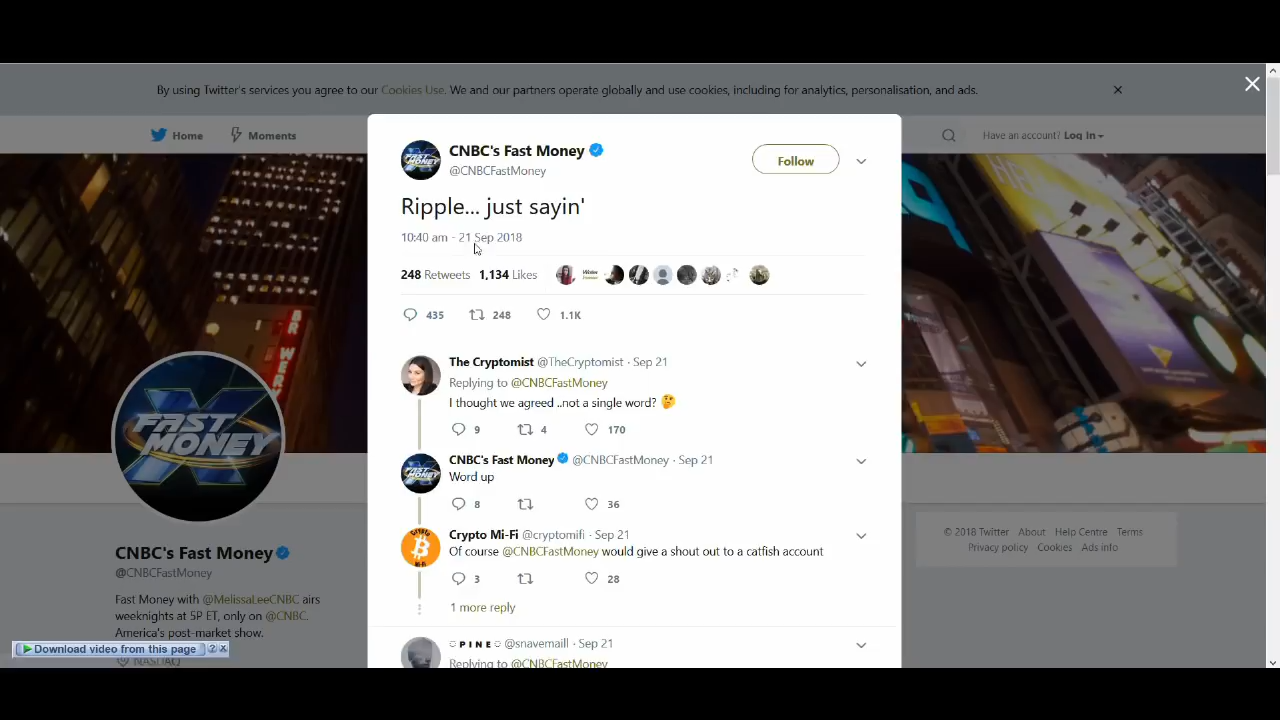 By using Twitter's services you agree to our Cookies Use. We and our partners operate globally and use cookies, including for analytics, personalisation, and ads.
Home
Moments
Have an account? Log in
CNBC's Fast Money
@CNBCFastMoney
Follow
Ripple... just sayin'
10:40 am - 21 Sep 2018
248 Retweets 1,134 Likes
435 248 1.1K
The Cryptomist @TheCryptomist · Sep 21
Replying to @CNBCFastMoney
I thought we agreed ..not a single word?
9 4 170
CNBC's Fast Money @CNBCFastMoney · Sep 21
Word up
8 36
Crypto Mi-Fi @cryptomifi · Sep 21
Of course @CNBCFastMoney would give a shout out to a catfish account
3 28
1 more reply
PINE @snavemaill · Sep 21
Replying to @CNBCFastMoney
FAST
MONEY
CNBC's Fast Money
@CNBCFastMoney
Fast Money with @MelissaLeeCNBC airs
weeknights at 5P ET, only on @CNBC.
America's post-market show.
NASDAQ
Download video from this page
© 2018 Twitter About Help Centre Terms
Privacy policy Cookies Ads info